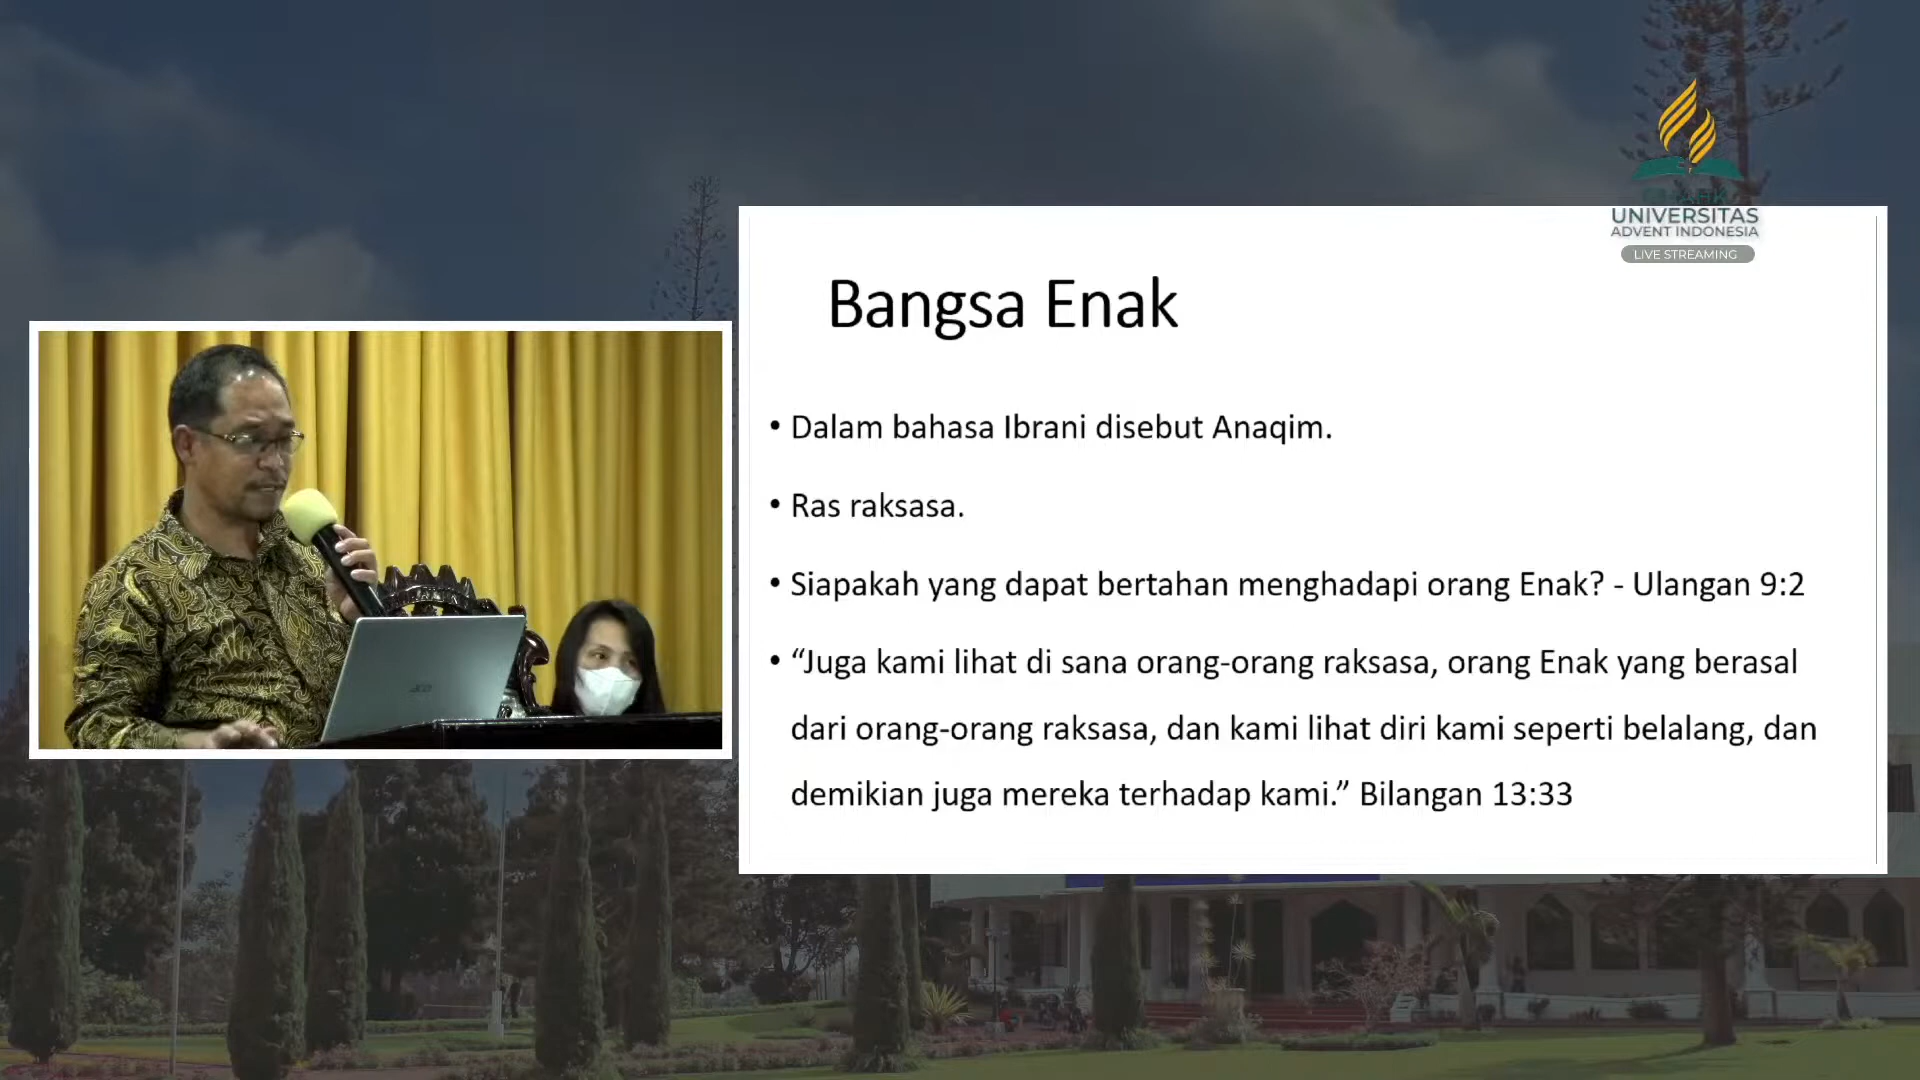 UNIVERSITAS
ADVENT INDONESIA
LIVE STREAMING
Bangsa Enak
• Dalam bahasa Ibrani disebut Anaqim.
• Ras raksasa.
• Siapakah yang dapat bertahan menghadapi orang Enak? - Ulangan 9:2
• “Juga kami lihat di sana orang-orang raksasa, orang Enak yang berasal
dari orang-orang raksasa, dan kami lihat diri kami seperti belalang, dan
demikian juga mereka terhadap kami.” Bilangan 13:33
acer